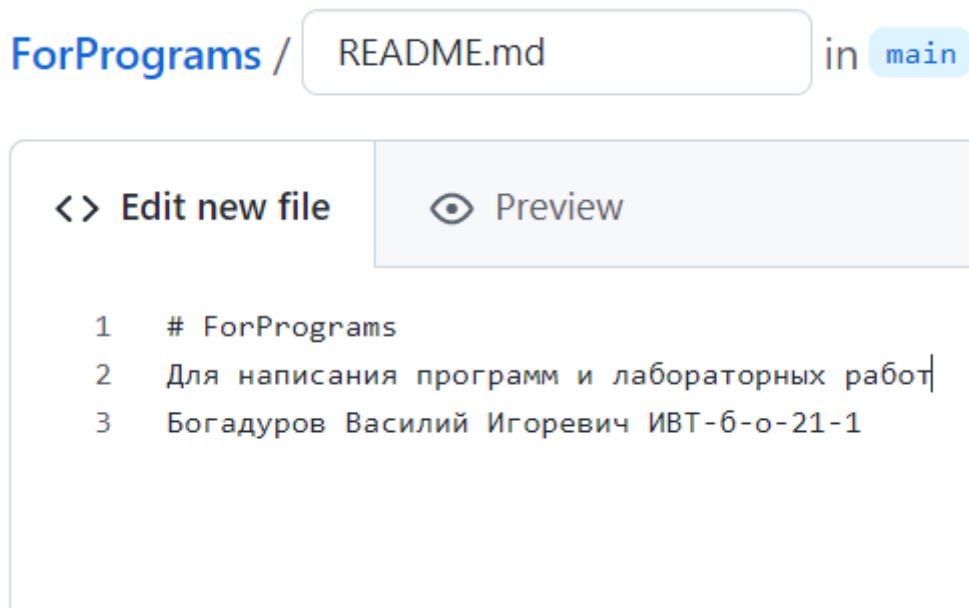 ForPrograms / README.md in main
<> Edit new file Preview
1 # ForPrograms
2 Для написания программ и лабораторных работ
3 Богадуров Василий Игоревич ИВТ-б-о-21-1